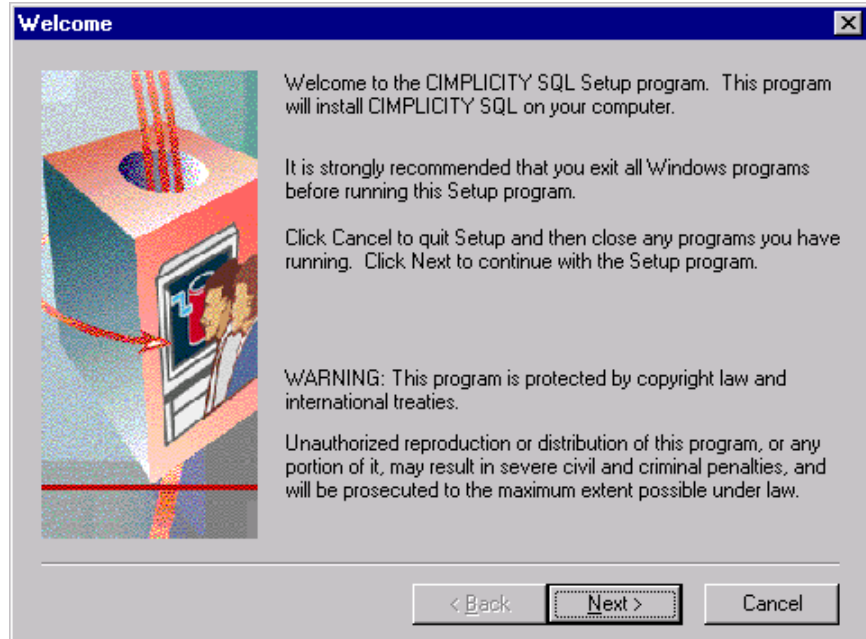 Welcome
Welcome to the CIMPLICITY SQL Setup program. This program
will install CIMPLICITY SQL on your computer.
It is strongly recommended that you exit all Windows programs
before running this Setup program.
Click Cancel to quit Setup and then close any programs you have
running. Click Next to continue with the Setup program.
WARNING: This program is protected by copyright law and
international treaties.
Unauthorized reproduction or distribution of this program, or any
portion of it, may result in severe civil and criminal penalties, and
will be prosecuted to the maximum extent possible under law.
< Back Next > Cancel